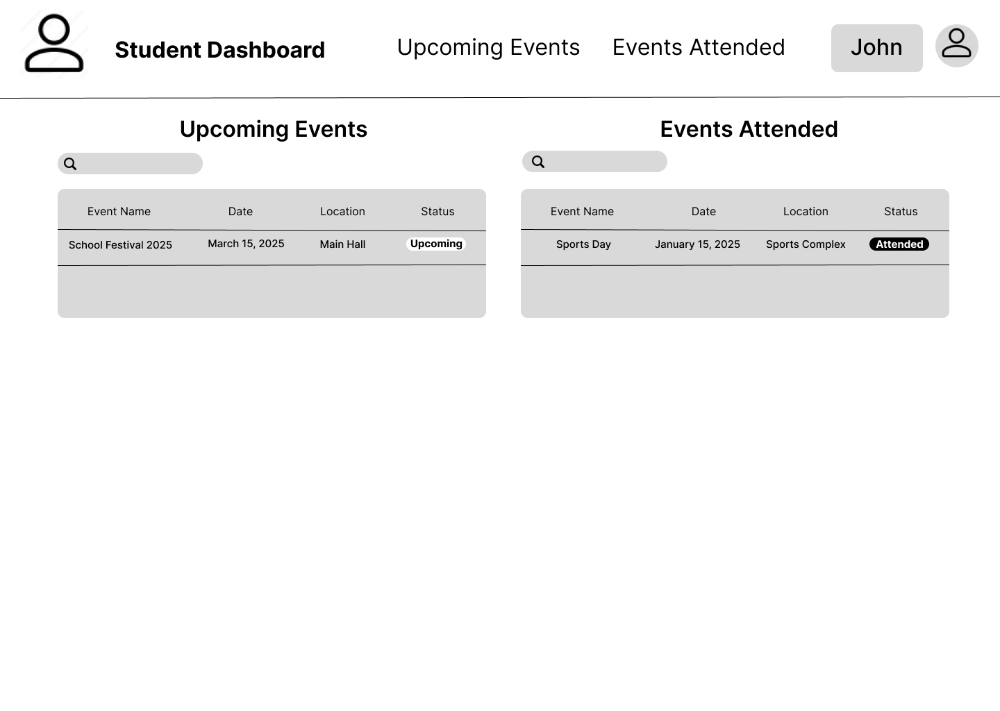 Student Dashboard
Upcoming Events
Events Attended
John
Upcoming Events
Event Name Date Location Status
School Festival 2025 March 15, 2025 Main Hall Upcoming
Events Attended
Event Name Date Location Status
Sports Day January 15, 2025 Sports Complex Attended